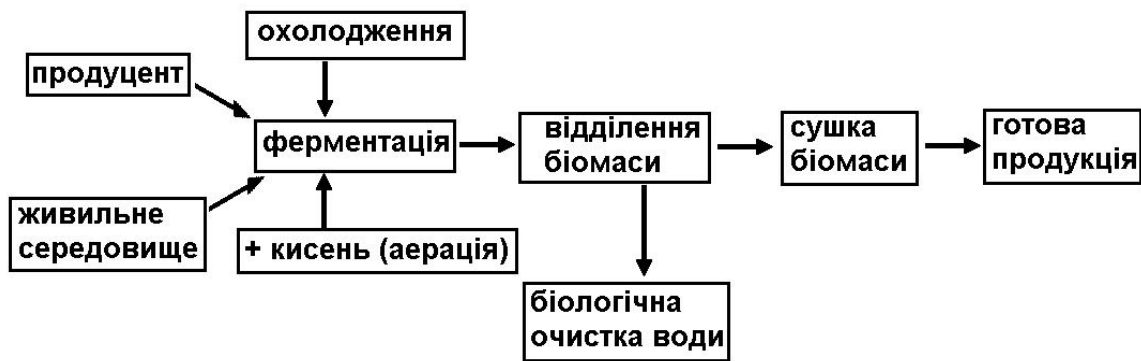 охолодження
продуцент
ферментація
живильне
середовище
+ кисень (аерація)
відділення
біомаси
біологічна
очистка води
сушка
біомаси
готова
продукція